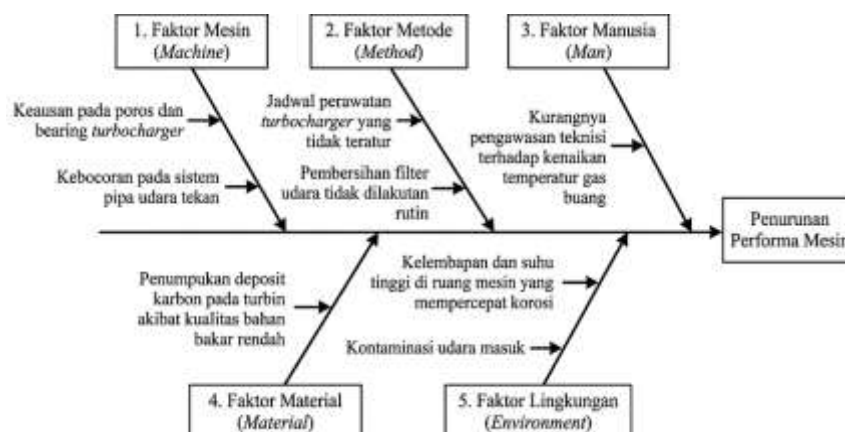 1. Faktor Mesin
(Machine)
2. Faktor Metode
(Method)
3. Faktor Manusia
(Man)
Keausan pada poros dan
bearing turbocharger
Kebocoran pada sistem
pipa udara tekan
Jadwal perawatan
turbocharger yang
tidak teratur
Pembersihan filter
udara tidak dilakutan
rutin
Kurangnya
pengawasan teknisi
terhadap kenaikan
temperatur gas
buang
Penurunan
Performa Mesin
Penumpukan deposit
karbon pada turbin
akibat kualitas bahan
bakar rendah
Kelembapan dan suhu
tinggi di ruang mesin yang
mempercepat korosi
Kontaminasi udara masuk
4. Faktor Material
(Material)
5. Faktor Lingkungan
(Environment)